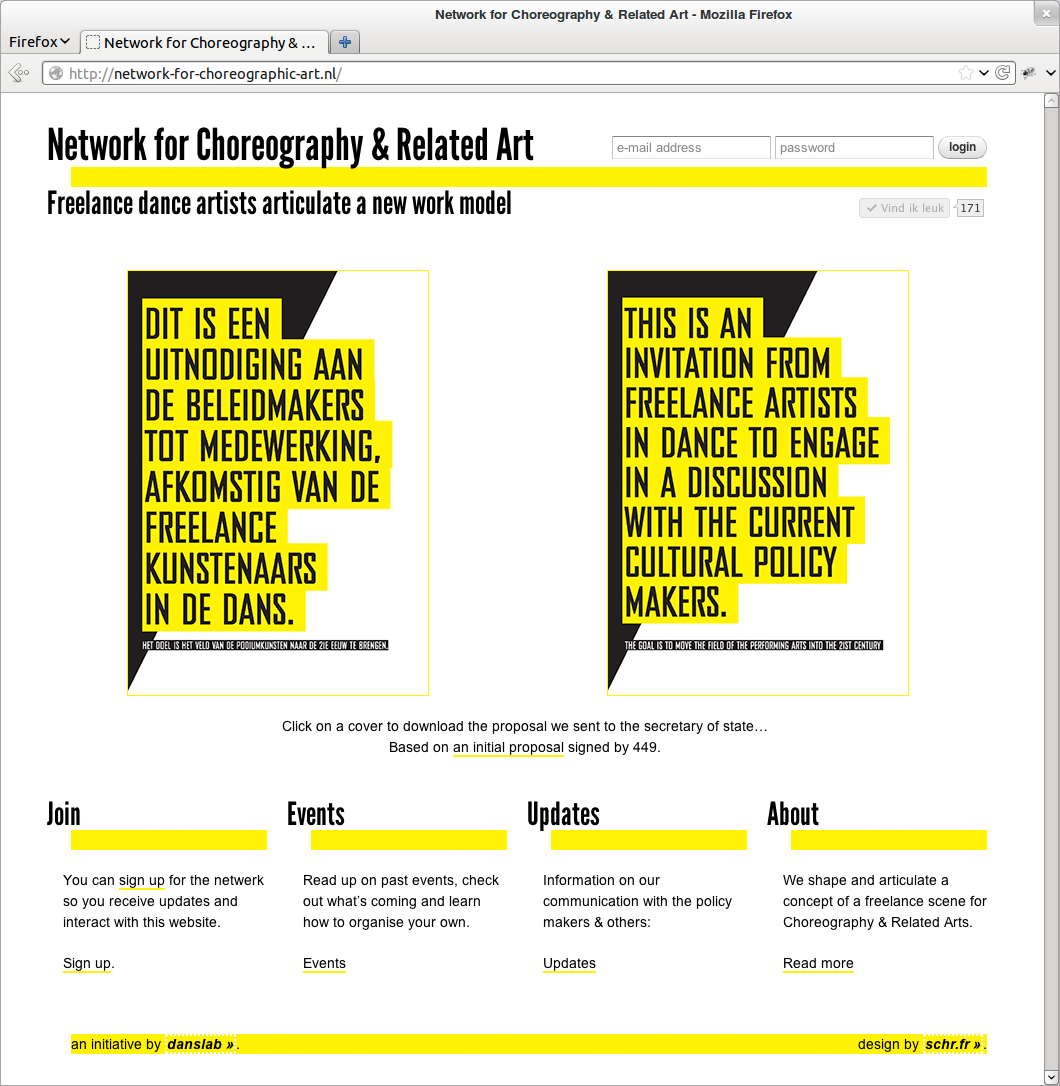 Network for Choreography & Related Art - Mozilla Firefox
Firefox
Network for Choreography & ...
http://network-for-choreographic-art.nl/
Network for Choreography & Related Art
e-mail address
password
login
Freelance dance artists articulate a new work model
Vind ik leuk
171
DIT IS EEN
UITNODIGING AAN
DE BELEIDMAKERS
TOT MEDEWERKING,
AFKOMSTIG VAN DE
FREELANCE
KUNSTENAARS
IN DE DANS.
HET DOEL IS HET VELD VAN DE PODIUMKUNSTEN NAAR DE 21E EEUW TE BRENGEN.
THIS IS AN
INVITATION FROM
FREELANCE ARTISTS
IN DANCE TO ENGAGE
IN A DISCUSSION
WITH THE CURRENT
CULTURAL POLICY
MAKERS.
THE GOAL IS TO MOVE THE FIELD OF THE PERFORMING ARTS INTO THE 21ST CENTURY
Click on a cover to download the proposal we sent to the secretary of state…
Based on an initial proposal signed by 449.
Join
You can sign up for the netwerk
so you receive updates and
interact with this website.
Sign up.
Events
Read up on past events, check
out what’s coming and learn
how to organise your own.
Events
Updates
Information on our
communication with the policy
makers & others:
Updates
About
We shape and articulate a
concept of a freelance scene for
Choreography & Related Arts.
Read more
an initiative by danslab ».
design by schr.fr ».